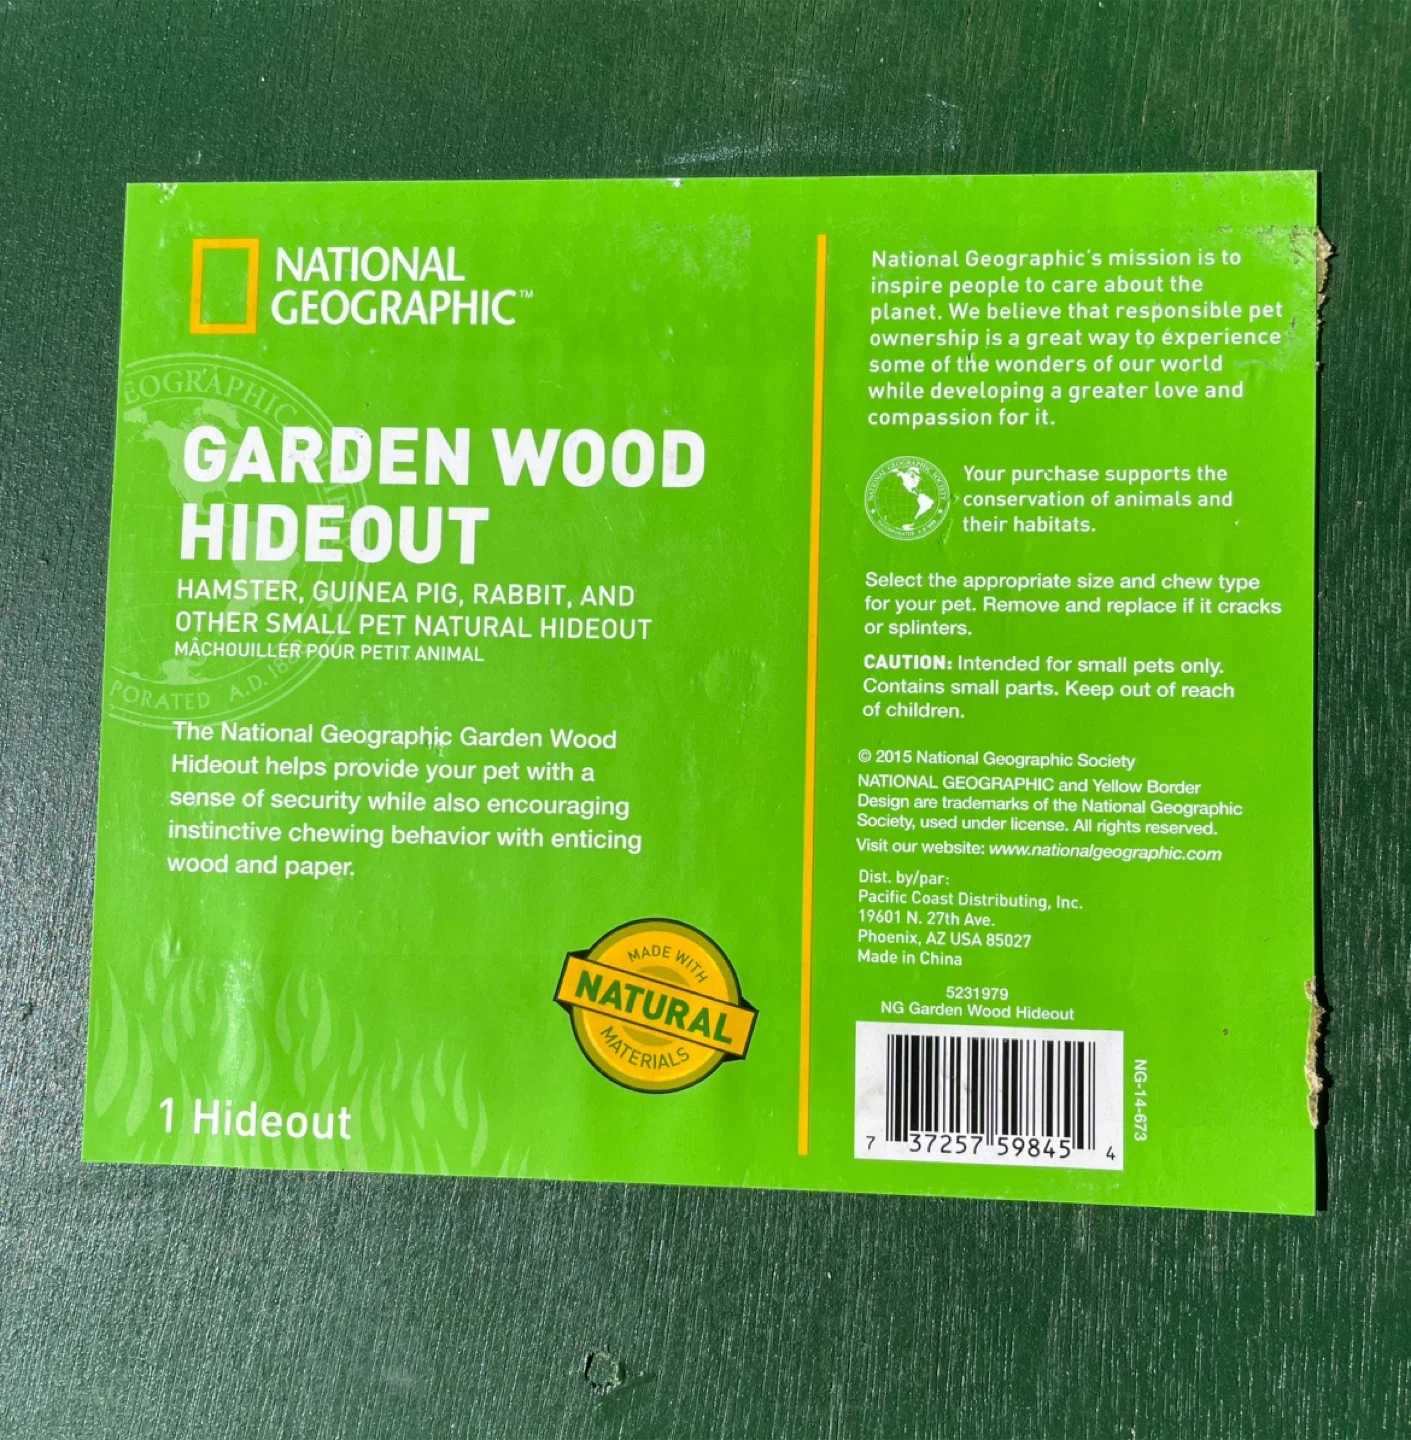 NATIONAL
GEOGRAPHIC™
EOGRAPHIC
GARDEN WOOD
HIDEOUT
HAMSTER, GUINEA PIG, RABBIT, AND
OTHER SMALL PET NATURAL HIDEOUT
MÂCHOUILLER POUR PETIT ANIMAL
PORATED A.D. 188
The National Geographic Garden Wood
Hideout helps provide your pet with a
sense of security while also encouraging
instinctive chewing behavior with enticing
wood and paper.
MADE WITH
NATURAL
MATERIALS
1 Hideout
National Geographic's mission is to
inspire people to care about the
planet. We believe that responsible pet
ownership is a great way to experience
some of the wonders of our world
while developing a greater love and
compassion for it.
NATIONAL GEOGRAPHIC SOCIETY
INCORPORATED A.D. 1888
Your purchase supports the
conservation of animals and
their habitats.
Select the appropriate size and chew type
for your pet. Remove and replace if it cracks
or splinters.
CAUTION: Intended for small pets only.
Contains small parts. Keep out of reach
of children.
© 2015 National Geographic Society
NATIONAL GEOGRAPHIC and Yellow Border
Design are trademarks of the National Geographic
Society, used under license. All rights reserved.
Visit our website: www.nationalgeographic.com
Dist. by/par:
Pacific Coast Distributing, Inc.
19601 N. 27th Ave.
Phoenix, AZ USA 85027
Made in China
5231979
NG Garden Wood Hideout
7 37257 59845 4
NG-14-673